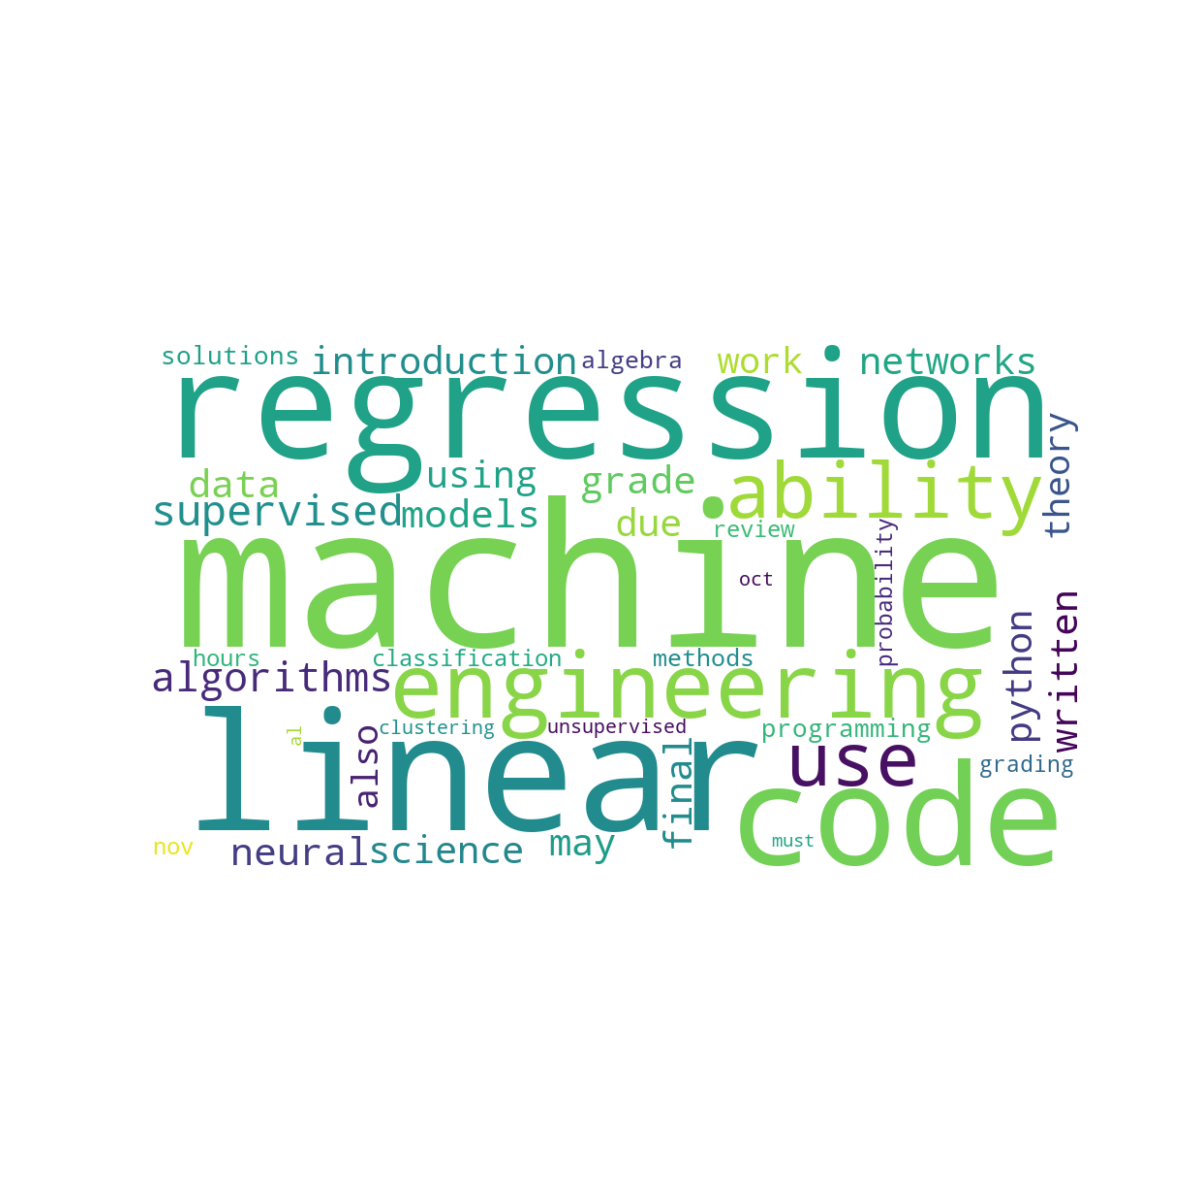 solutions
introduction
algebra
work
networks
regression
theory
data
using
grade
ability
supervised
models
due
review
machine
oct
probability
python
written
hours
classification
methods
algorithms
engineering
linear
al
also
clustering
unsupervised
final
programming
use
grading
code
nov
neural
science
may
must